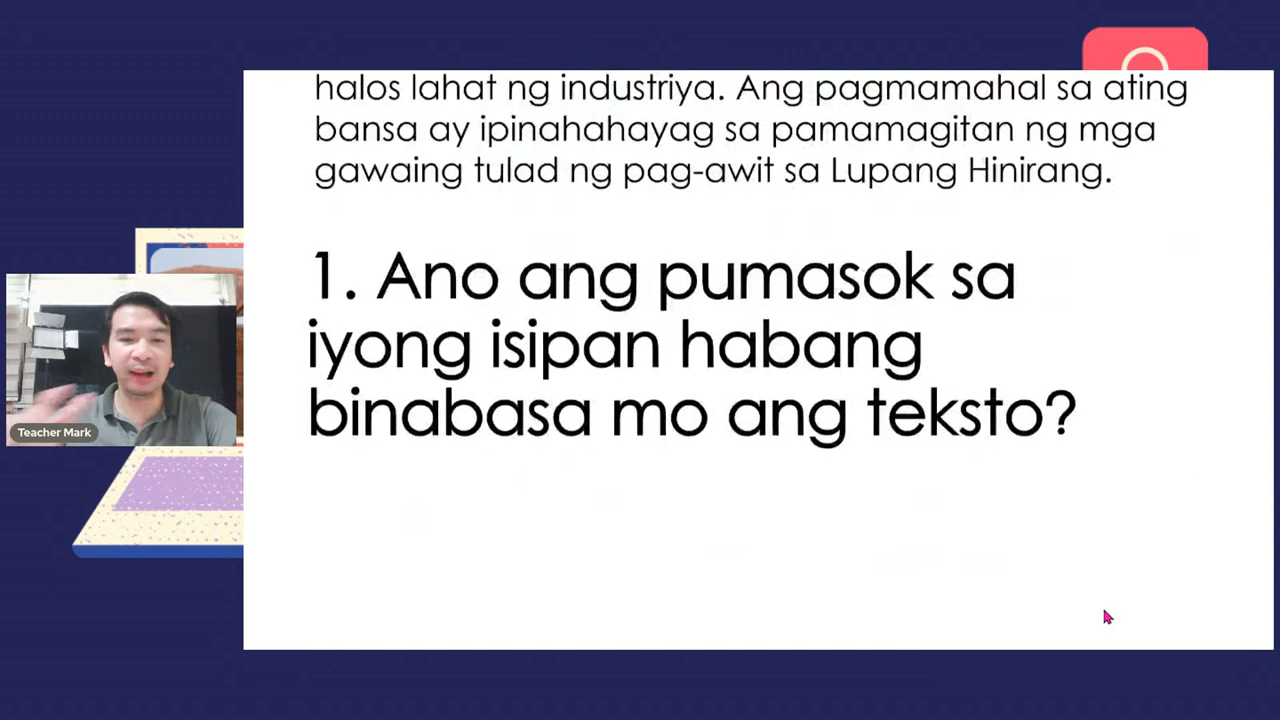 halos lahat ng industriya. Ang pagmamahal sa ating
bansa ay ipinahahayag sa pamamagitan ng mga
gawaing tulad ng pag-awit sa Lupang Hinirang.
1. Ano ang pumasok sa
iyong isipan habang
binabasa mo ang teksto?
Teacher Mark